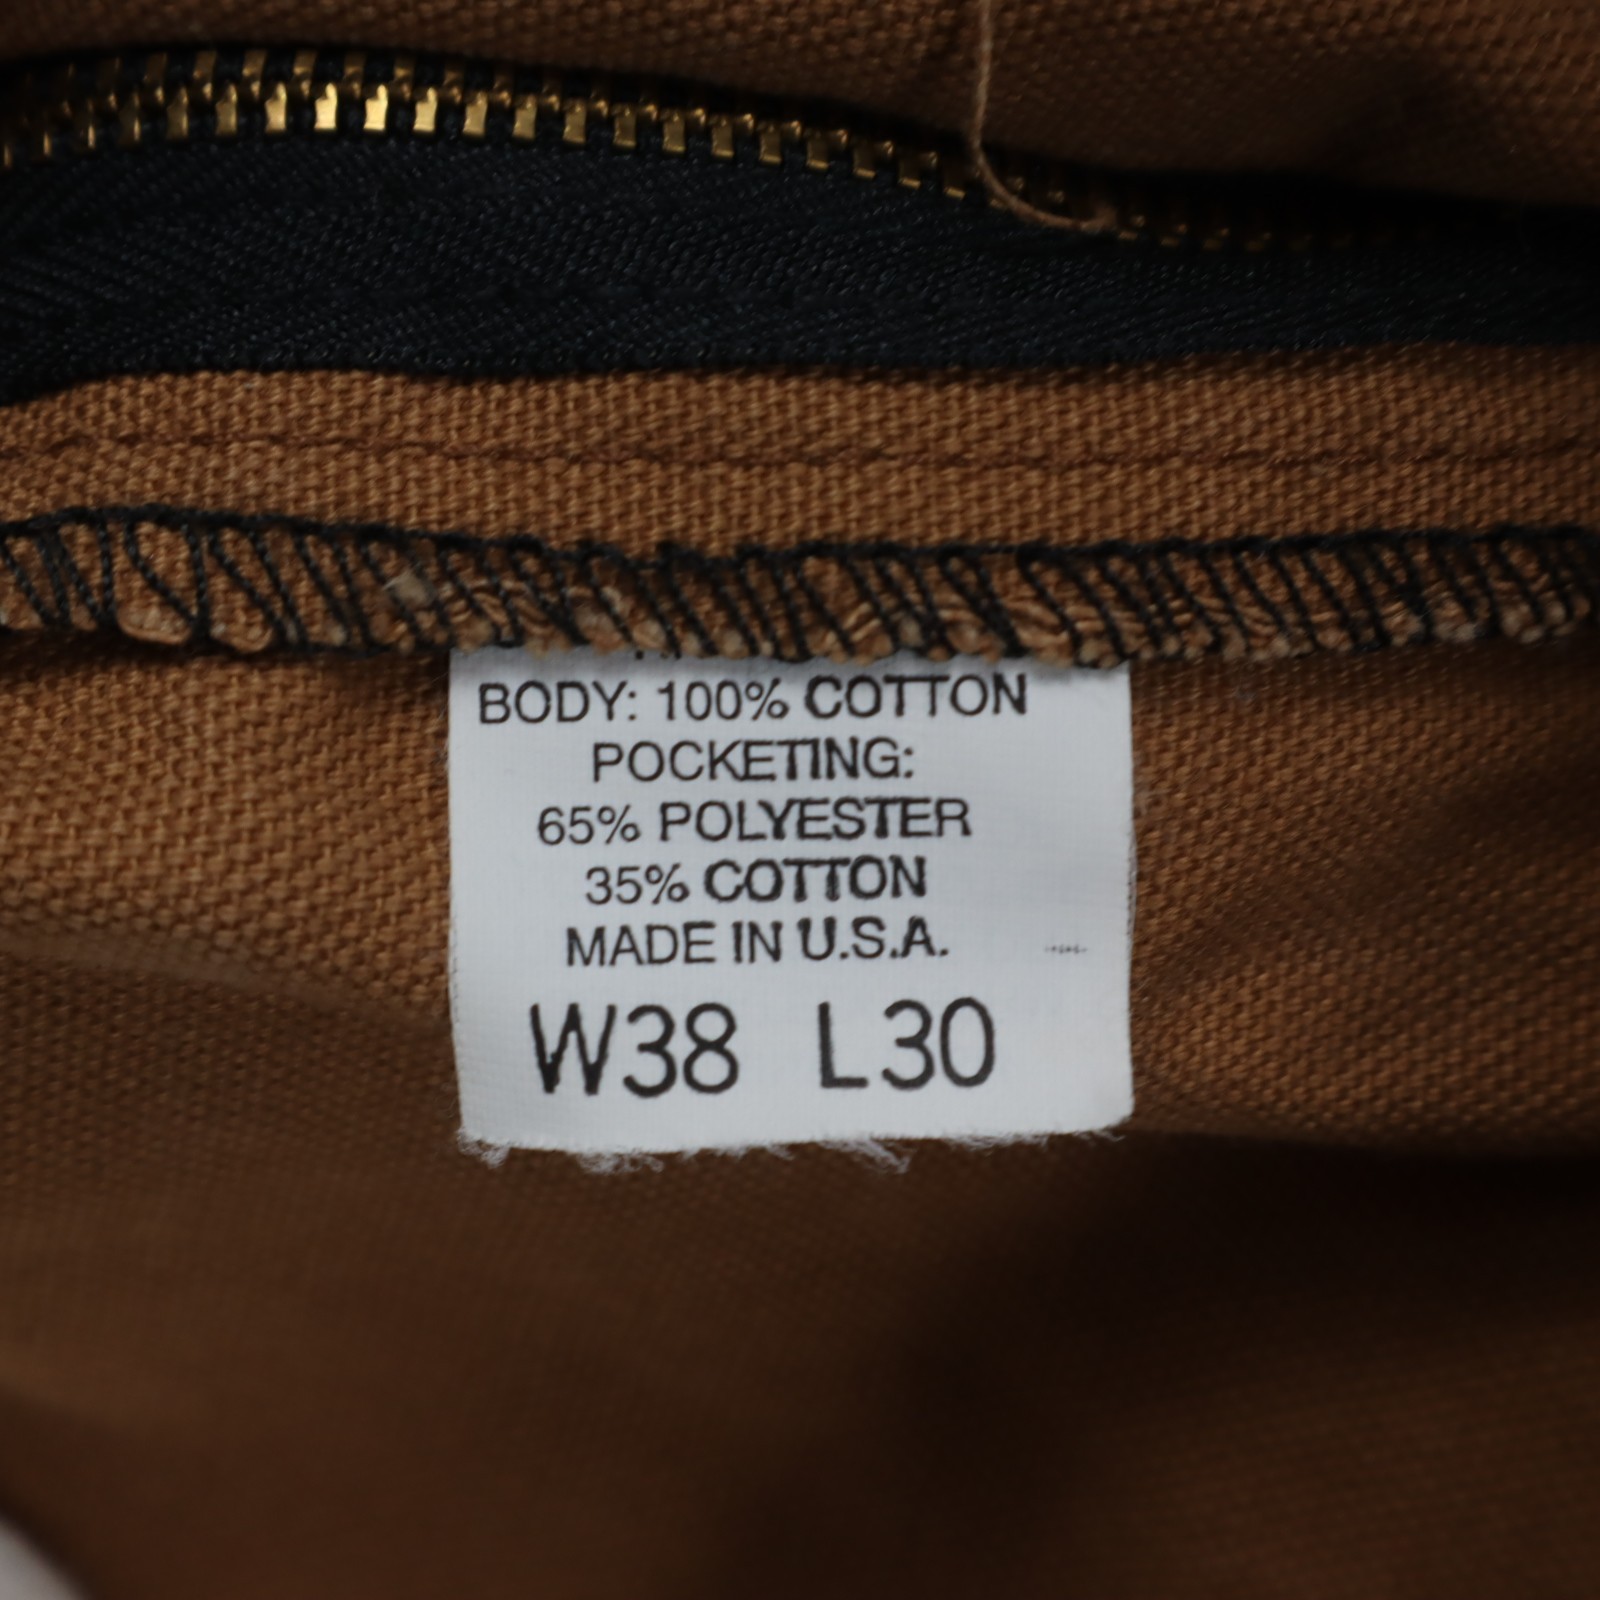 BODY: 100% COTTON
POCKETING:
65% POLYESTER
35% COTTON
MADE IN U.S.A.
W38 L30